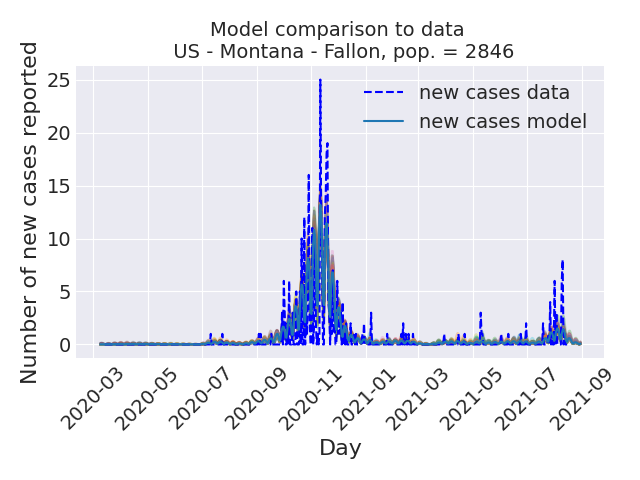 Model comparison to data
US - Montana - Fallon, pop. = 2846
Number of new cases reported
25
20
15
10
5
0
new cases data
new cases model
2020-03
2020-05
2020-07
2020-09
2020-11
2021-01
2021-03
2021-05
2021-07
2021-09
Day